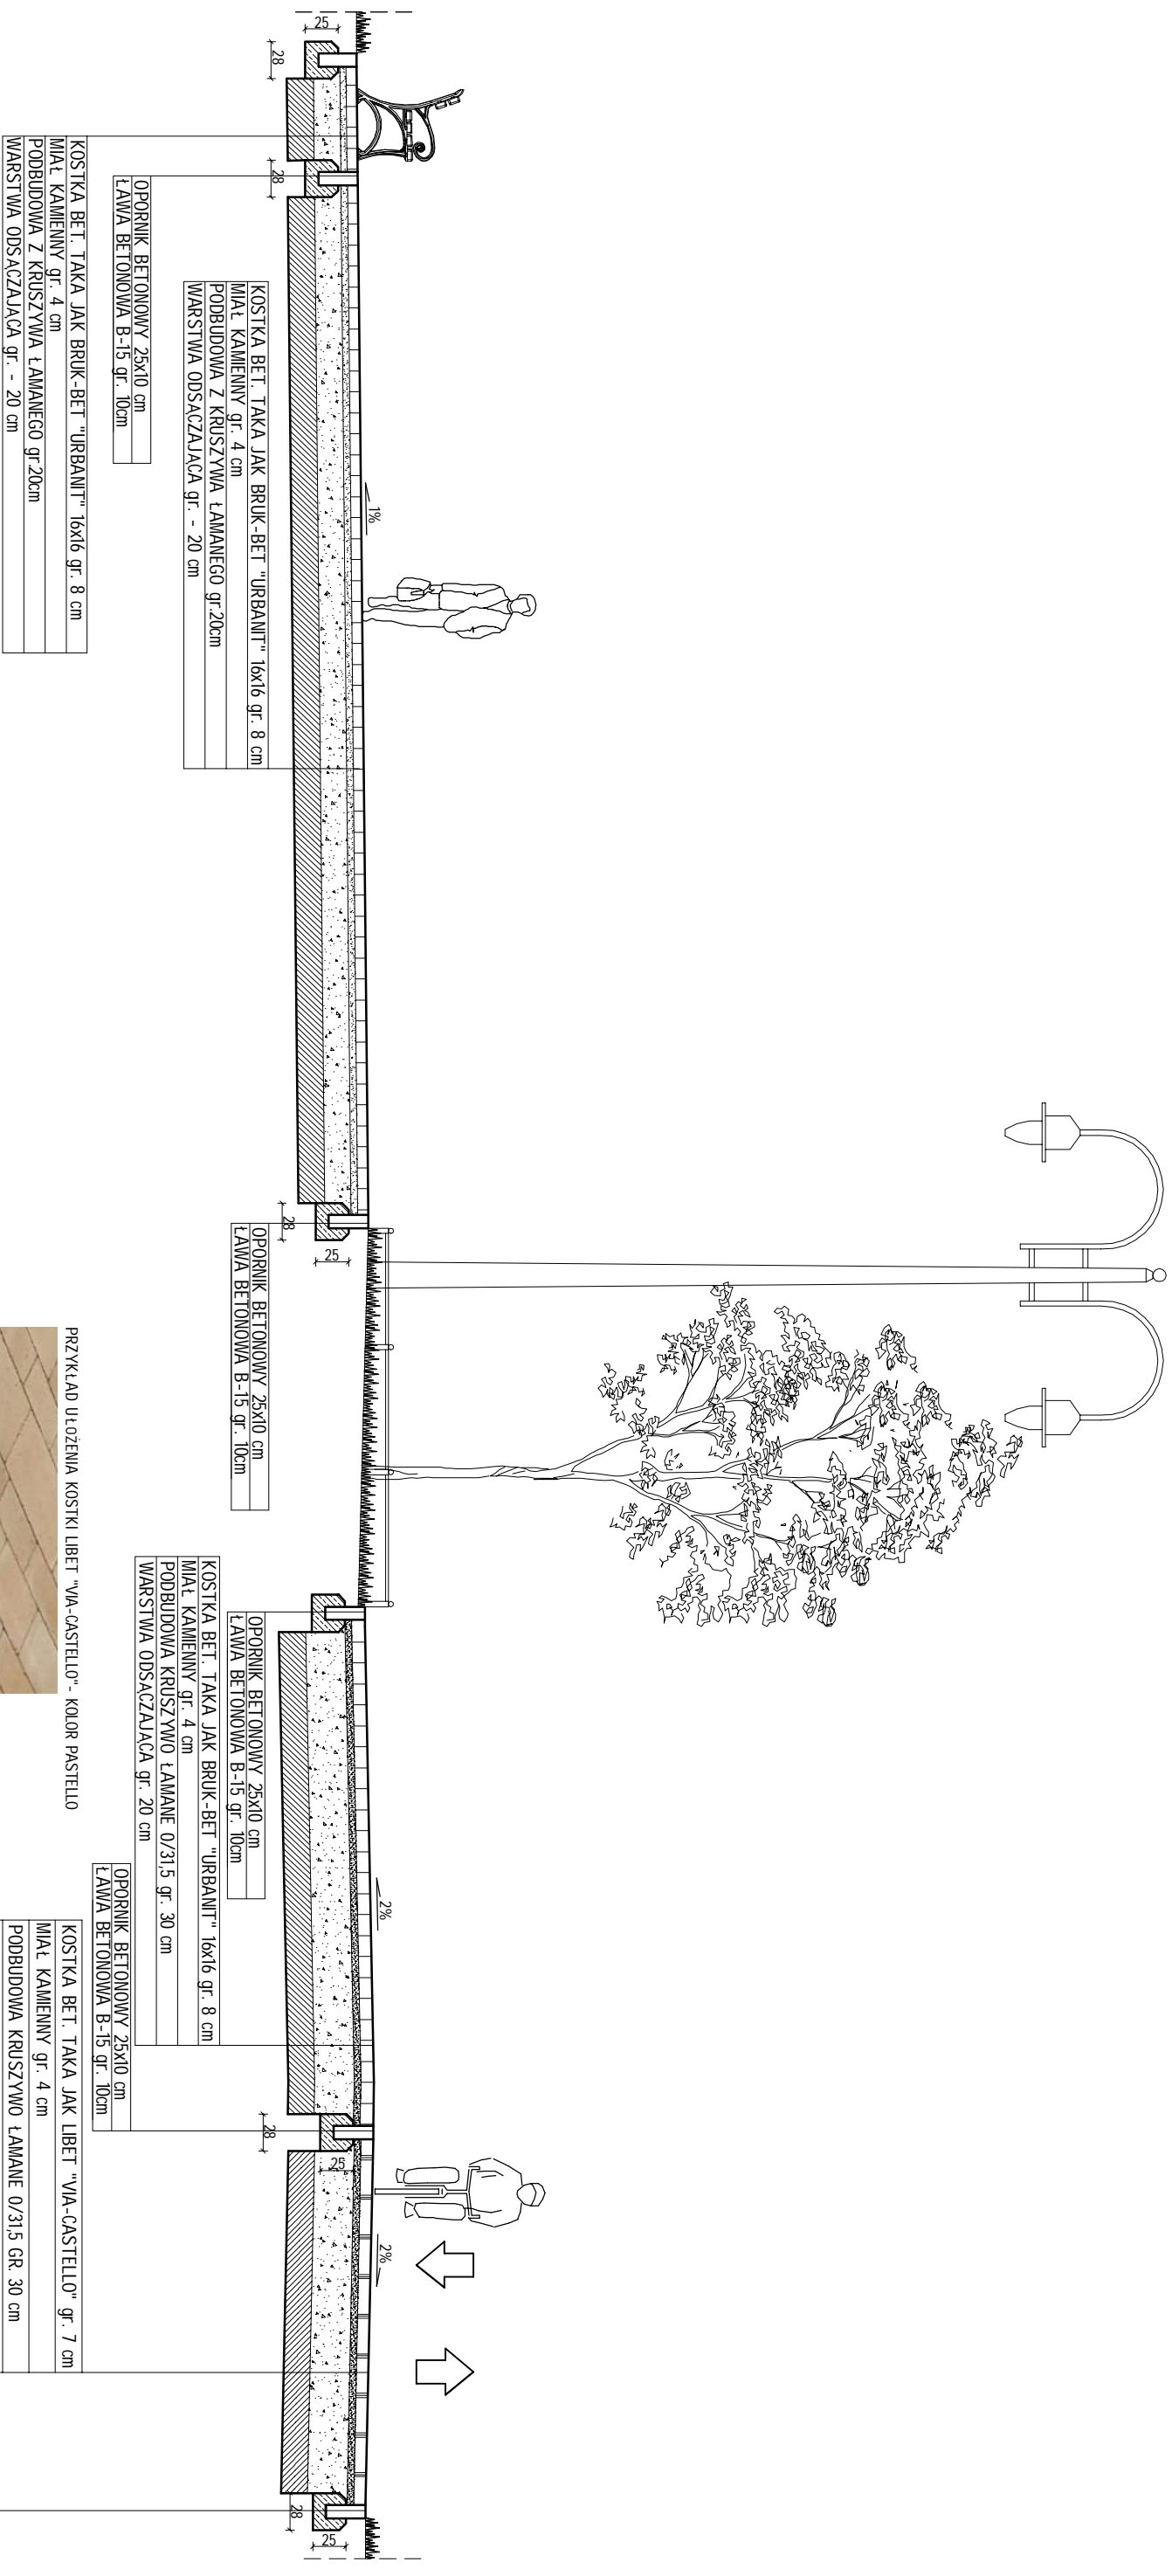 25
28
28
KOSTKA BET. TAKA JAK BRUK-BET "URBANIT" 16x16 gr. 8 cm
MIAŁ KAMIENNY gr. 4 cm
PODBUDOWA Z KRUSZYWA ŁAMANEGO gr.20cm
WARSTWA ODSĄCZAJĄCA gr. - 20 cm
OPORNIK BETONOWY 25x10 cm
ŁAWA BETONOWA B-15 gr. 10cm
KOSTKA BET. TAKA JAK BRUK-BET "URBANIT" 16x16 gr. 8 cm
MIAŁ KAMIENNY gr. 4 cm
PODBUDOWA Z KRUSZYWA ŁAMANEGO gr.20cm
WARSTWA ODSĄCZAJĄCA gr. - 20 cm
1%
28
25
OPORNIK BETONOWY 25x10 cm
ŁAWA BETONOWA B-15 gr. 10cm
PRZYKŁAD UŁOŻENIA KOSTKI LIBET "VIA-CASTELLO"- KOLOR PASTELLO
OPORNIK BETONOWY 25x10 cm
ŁAWA BETONOWA B-15 gr. 10cm
KOSTKA BET. TAKA JAK BRUK-BET "URBANIT" 16x16 gr. 8 cm
MIAŁ KAMIENNY gr. 4 cm
PODBUDOWA KRUSZYWO ŁAMANE 0/31,5 gr. 30 cm
WARSTWA ODSĄCZAJĄCA gr. 20 cm
2%
OPORNIK BETONOWY 25x10 cm
ŁAWA BETONOWA B-15 gr. 10cm
28
25
2%
KOSTKA BET. TAKA JAK LIBET "VIA-CASTELLO" gr. 7 cm
MIAŁ KAMIENNY gr. 4 cm
PODBUDOWA KRUSZYWO ŁAMANE 0/31,5 GR. 30 cm
28
25